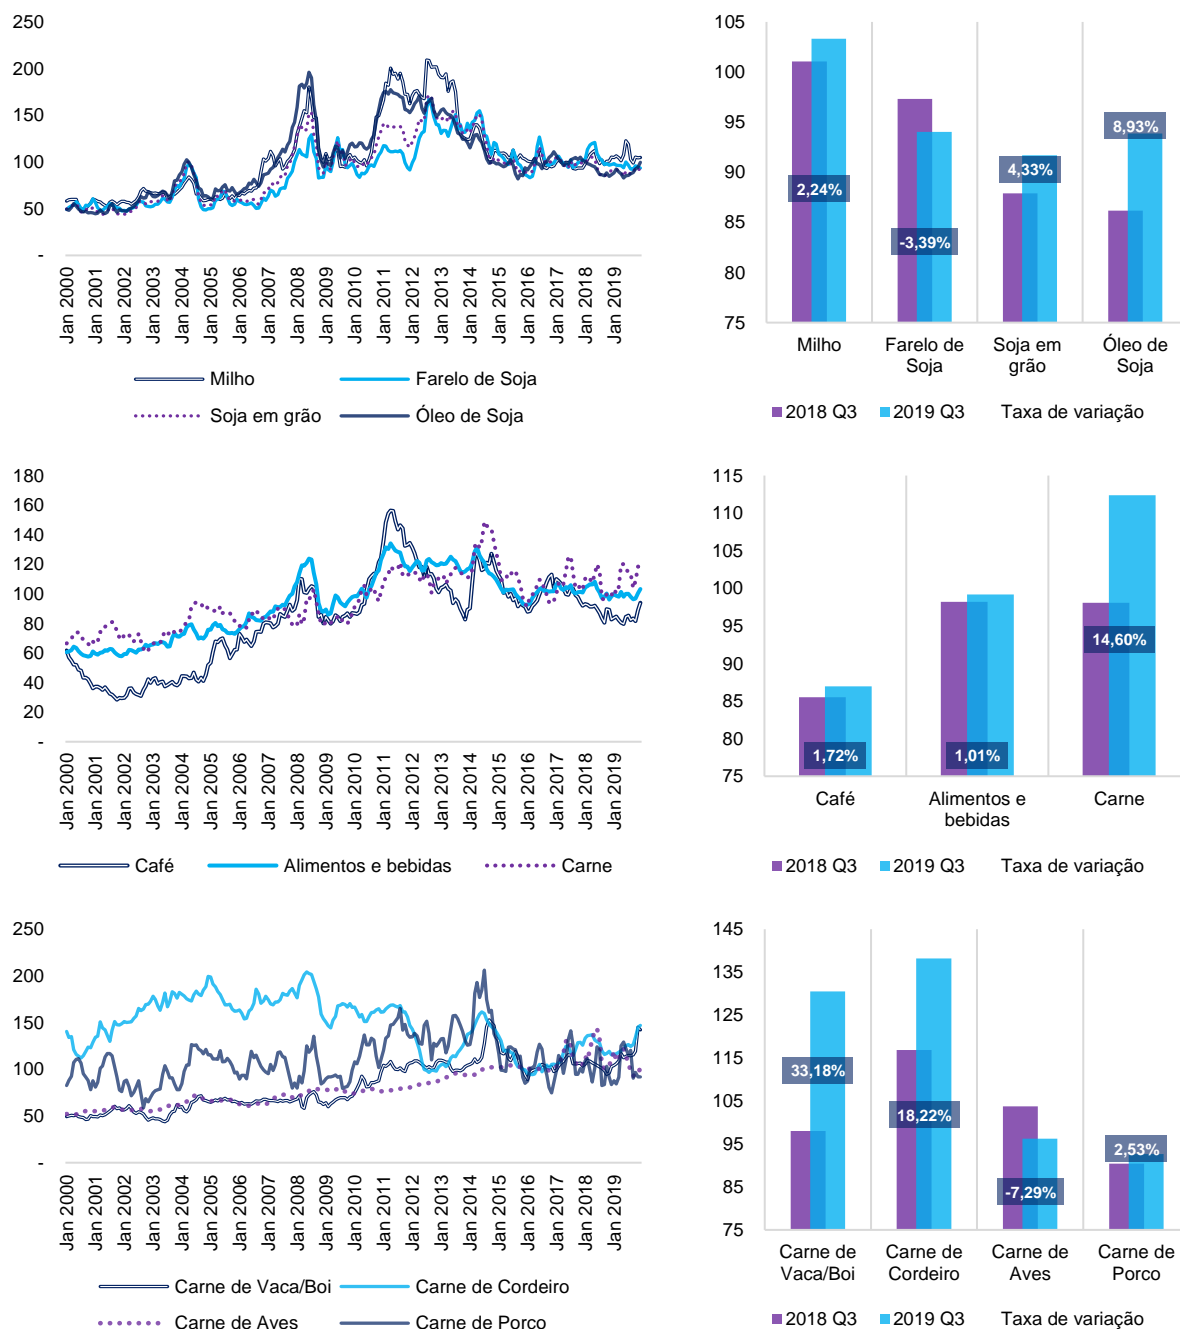 250
200
150
100
50
-
Jan 2000
Jan 2001
Jan 2002
Jan 2003
Jan 2004
Jan 2005
Jan 2006
Jan 2007
Jan 2008
Jan 2009
Jan 2010
Jan 2011
Jan 2012
Jan 2013
Jan 2014
Jan 2015
Jan 2016
Jan 2017
Jan 2018
Jan 2019
Milho
Farelo de Soja
Soja em grão
Óleo de Soja
105
100
95
90
85
80
75
2,24%
-3,39%
4,33%
8,93%
Milho
Farelo de
Soja
Soja em
grão
Óleo de
Soja
2018 Q3
2019 Q3
Taxa de variação
180
160
140
120
100
80
60
40
20
-
Jan 2000
Jan 2001
Jan 2002
Jan 2003
Jan 2004
Jan 2005
Jan 2006
Jan 2007
Jan 2008
Jan 2009
Jan 2010
Jan 2011
Jan 2012
Jan 2013
Jan 2014
Jan 2015
Jan 2016
Jan 2017
Jan 2018
Jan 2019
Café
Alimentos e bebidas
Carne
115
110
105
100
95
90
85
80
75
1,72%
1,01%
14,60%
Café
Alimentos e
bebidas
Carne
2018 Q3
2019 Q3
Taxa de variação
250
200
150
100
50
-
Jan 2000
Jan 2001
Jan 2002
Jan 2003
Jan 2004
Jan 2005
Jan 2006
Jan 2007
Jan 2008
Jan 2009
Jan 2010
Jan 2011
Jan 2012
Jan 2013
Jan 2014
Jan 2015
Jan 2016
Jan 2017
Jan 2018
Jan 2019
Carne de Vaca/Boi
Carne de Cordeiro
Carne de Aves
Carne de Porco
145
135
125
115
105
95
85
75
33,18%
18,22%
-7,29%
2,53%
Carne de
Vaca/Boi
Carne de
Cordeiro
Carne de
Aves
Carne de
Porco
2018 Q3
2019 Q3
Taxa de variação